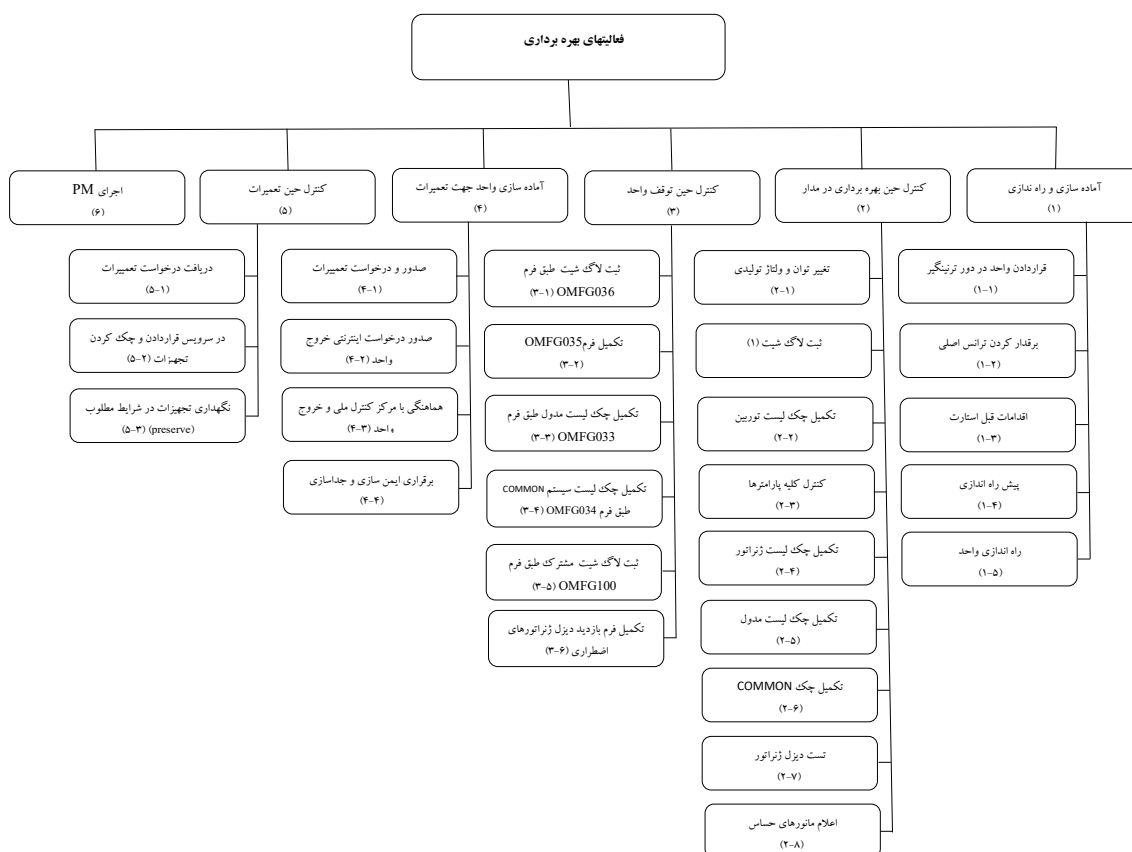 فعالیتهای بهره برداری
آماده سازی و راه ندازی
(۱)
کنترل حین بهره برداری در مدار
(۲)
کنترل حین توقف واحد
(۳)
آماده سازی واحد جهت تعمیرات
(۴)
کنترل حین تعمیرات
(۵)
اجرای PM
(۶)
قراردادن واحد در دور ترنینگیر
(۱-۱)
برقدار کردن ترانس اصلی
(۱-۲)
اقدامات قبل استارت
(۱-۳)
پیش راه اندازی
(۱-۴)
راه اندازی واحد
(۱-۵)
تغییر توان و ولتاژ تولیدی
(۲-۱)
ثبت لاگ شیت (۱)
تکمیل چک لیست توربین
(۲-۲)
کنترل کلیه پارامترها
(۲-۳)
تکمیل چک لیست ژنراتور
(۲-۴)
تکمیل چک لیست مدول
(۲-۵)
تکمیل چک COMMON
(۲-۶)
تست دیزل ژنراتور
(۲-۷)
اعلام مانورهای حساس
(۲-۸)
ثبت لاگ شیت طبق فرم
OMFG036 (۳-۱)
تکمیل فرم OMFG035
(۳-۲)
تکمیل چک لیست مدول طبق فرم
OMFG033 (۳-۳)
تکمیل چک لیست سیستم COMMON
طبق فرم OMFG034 (۳-۴)
ثبت لاگ شیت مشترک طبق فرم
OMFG100 (۳-۵)
تکمیل فرم بازدید دیزل ژنراتورهای
اضطراری (۳-۶)
صدور و درخواست تعمییرات
(۴-۱)
صدور درخواست اینترنتی خروج
واحد (۴-۲)
هماهنگی با مرکز کنترل ملی و خروج
واحد (۴-۳)
برقراری ایمن سازی و جداسازی
(۴-۴)
دریافت درخواست تعمییرات
(۵-۱)
در سرویس قراردادن و چک کردن
تجهیزات (۵-۲)
نگهداری تجهیزات در شرایط مطلوب
(preserve) (۵-۳)